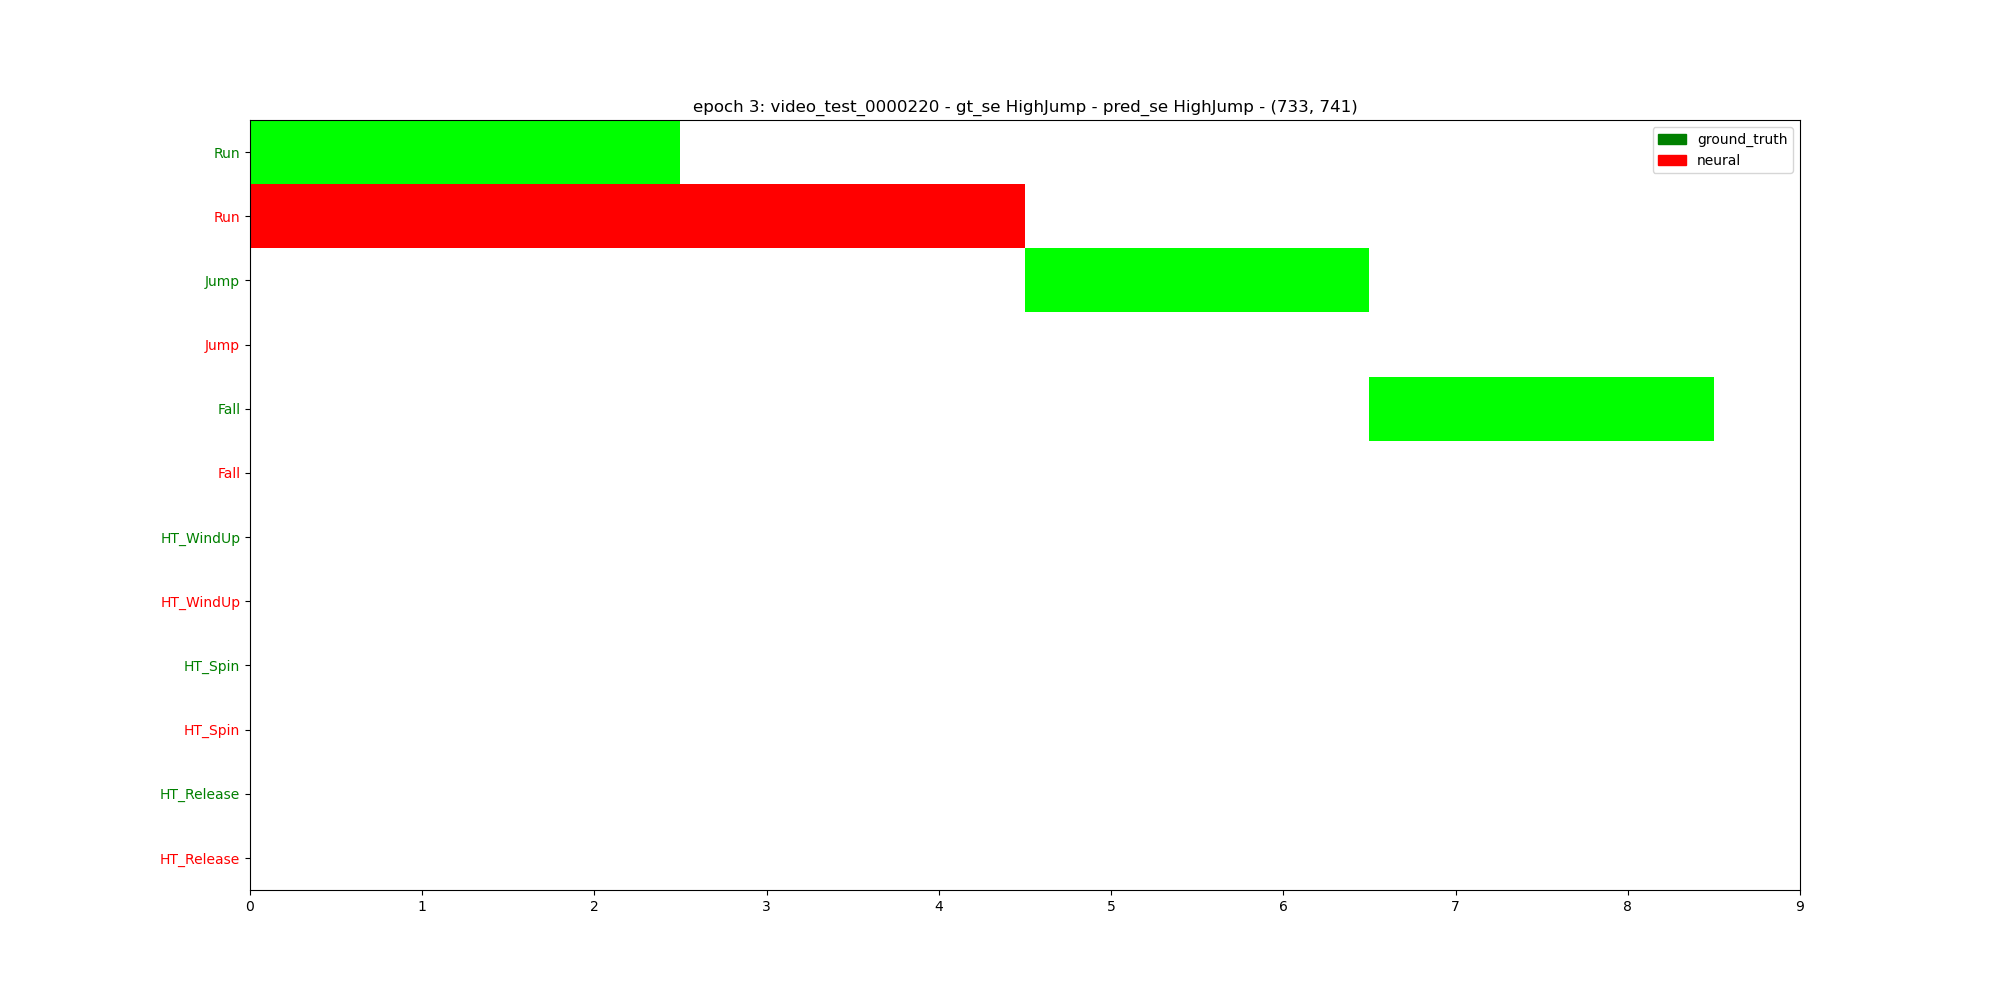 epoch 3: video_test_0000220 - gt_se HighJump - pred_se HighJump - (733, 741)
ground_truth
neural
Run
Run
Jump
Jump
Fall
Fall
HT_WindUp
HT_WindUp
HT_Spin
HT_Spin
HT_Release
HT_Release
0 1 2 3 4 5 6 7 8 9